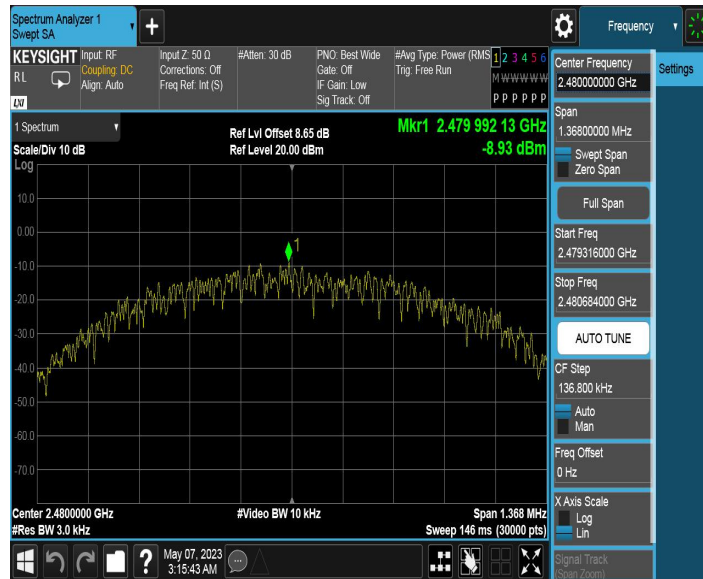 Spectrum Analyzer 1
Swept SA
+
Frequency
KEYSIGHT
RL
LXI
Input: RF
Coupling: DC
Align: Auto
Input Z: 50 Ω
Corrections: Off
Freq Ref: Int (S)
#Atten: 30 dB
PNO: Best Wide
Gate: Off
IF Gain: Low
Sig Track: Off
#Avg Type: Power (RMS
Trig: Free Run
1 2 3 4 5 6
M W W W W W
P P P P P P
1 Spectrum
Scale/Div 10 dB
Ref Lvl Offset 8.65 dB
Ref Level 20.00 dBm
Mkr1 2.479 992 13 GHz
-8.93 dBm
Log
10.0
0.00
-10.0
-20.0
-30.0
-40.0
-50.0
-60.0
-70.0
1
Center 2.4800000 GHz
#Res BW 3.0 kHz
#Video BW 10 kHz
Span 1.368 MHz
Sweep 146 ms (30000 pts)
?
May 07, 2023
3:15:43 AM
Center Frequency
2.480000000 GHz
Span
1.36800000 MHz
Swept Span
Zero Span
Full Span
Start Freq
2.479316000 GHz
Stop Freq
2.480684000 GHz
AUTO TUNE
CF Step
136.800 kHz
Auto
Man
Freq Offset
0 Hz
X Axis Scale
Log
Lin
Signal Track
(Span Zoom)
Settings